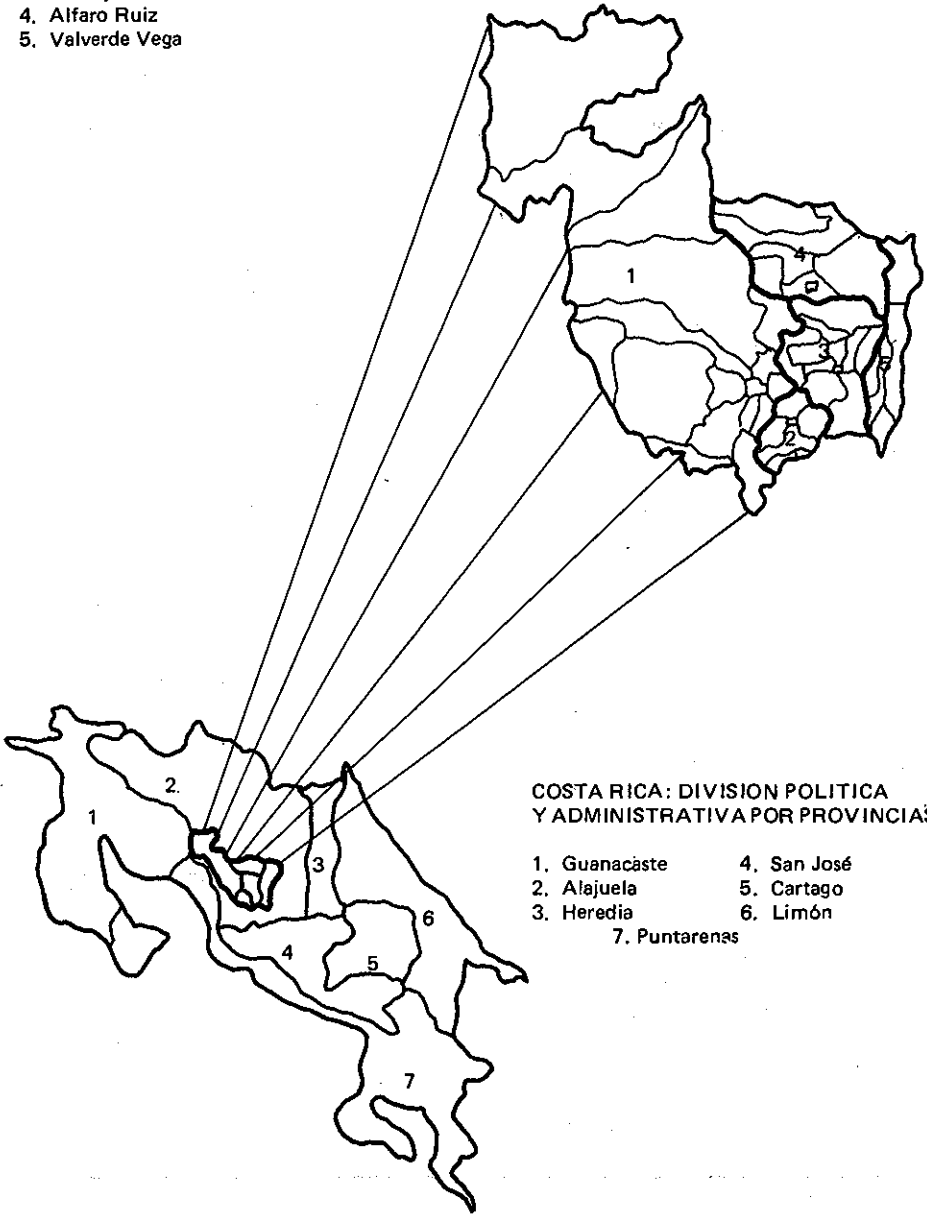 4. Alfaro Ruiz
5. Valverde Vega
1
4
5
3
5
2
2.
1
3
6
4
5
7
COSTA RICA: DIVISION POLITICA
Y ADMINISTRATIVA POR PROVINCIAS
1. Guanacaste 4. San José
2. Alajuela 5. Cartago
3. Heredia 6. Limón
7. Puntarenas